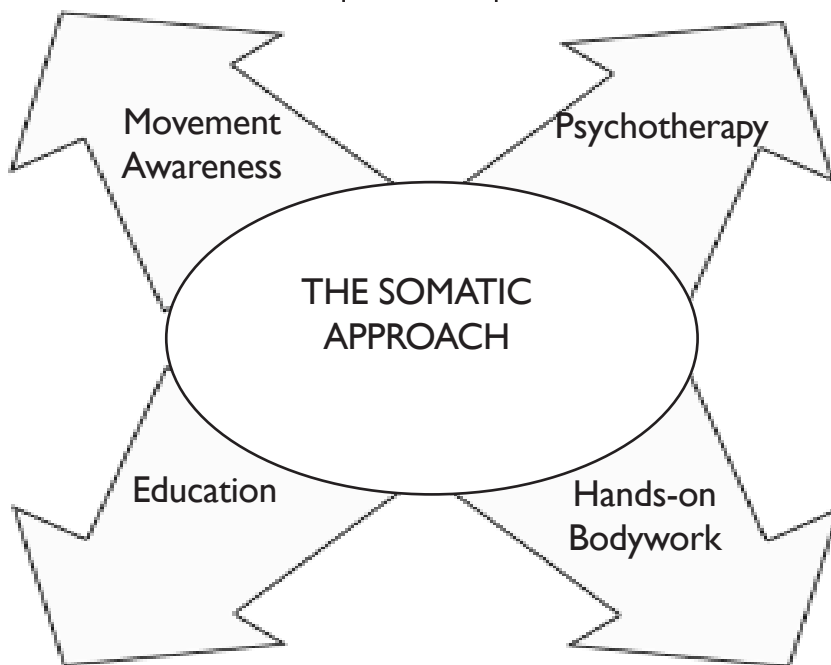 Movement
Awareness
Psychotherapy
THE SOMATIC
APPROACH
Education
Hands-on
Bodywork